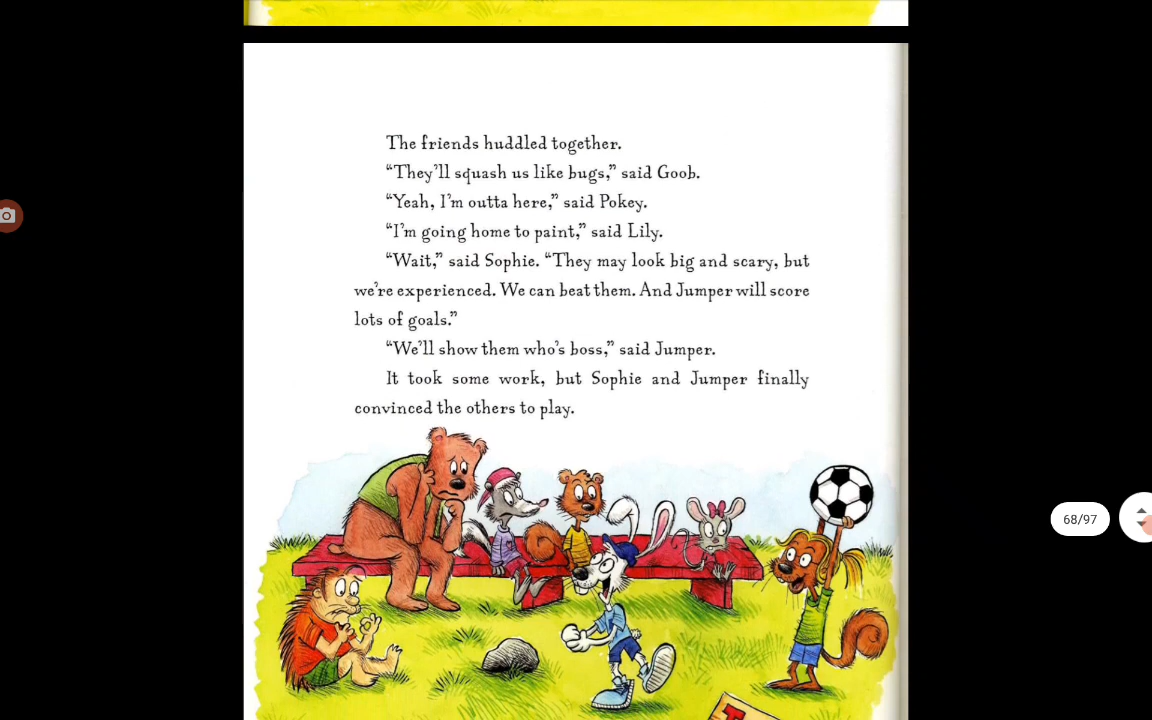 The friends huddled together.
“They’ll squash us like bugs,” said Goob.
“Yeah, I’m outta here,” said Pokey.
“I’m going home to paint,” said Lily.
“Wait,” said Sophie. “They may look big and scary, but
we’re experienced. We can beat them. And Jumper will score
lots of goals.”
“We’ll show them who’s boss,” said Jumper.
It took some work, but Sophie and Jumper finally
convinced the others to play.
68/97